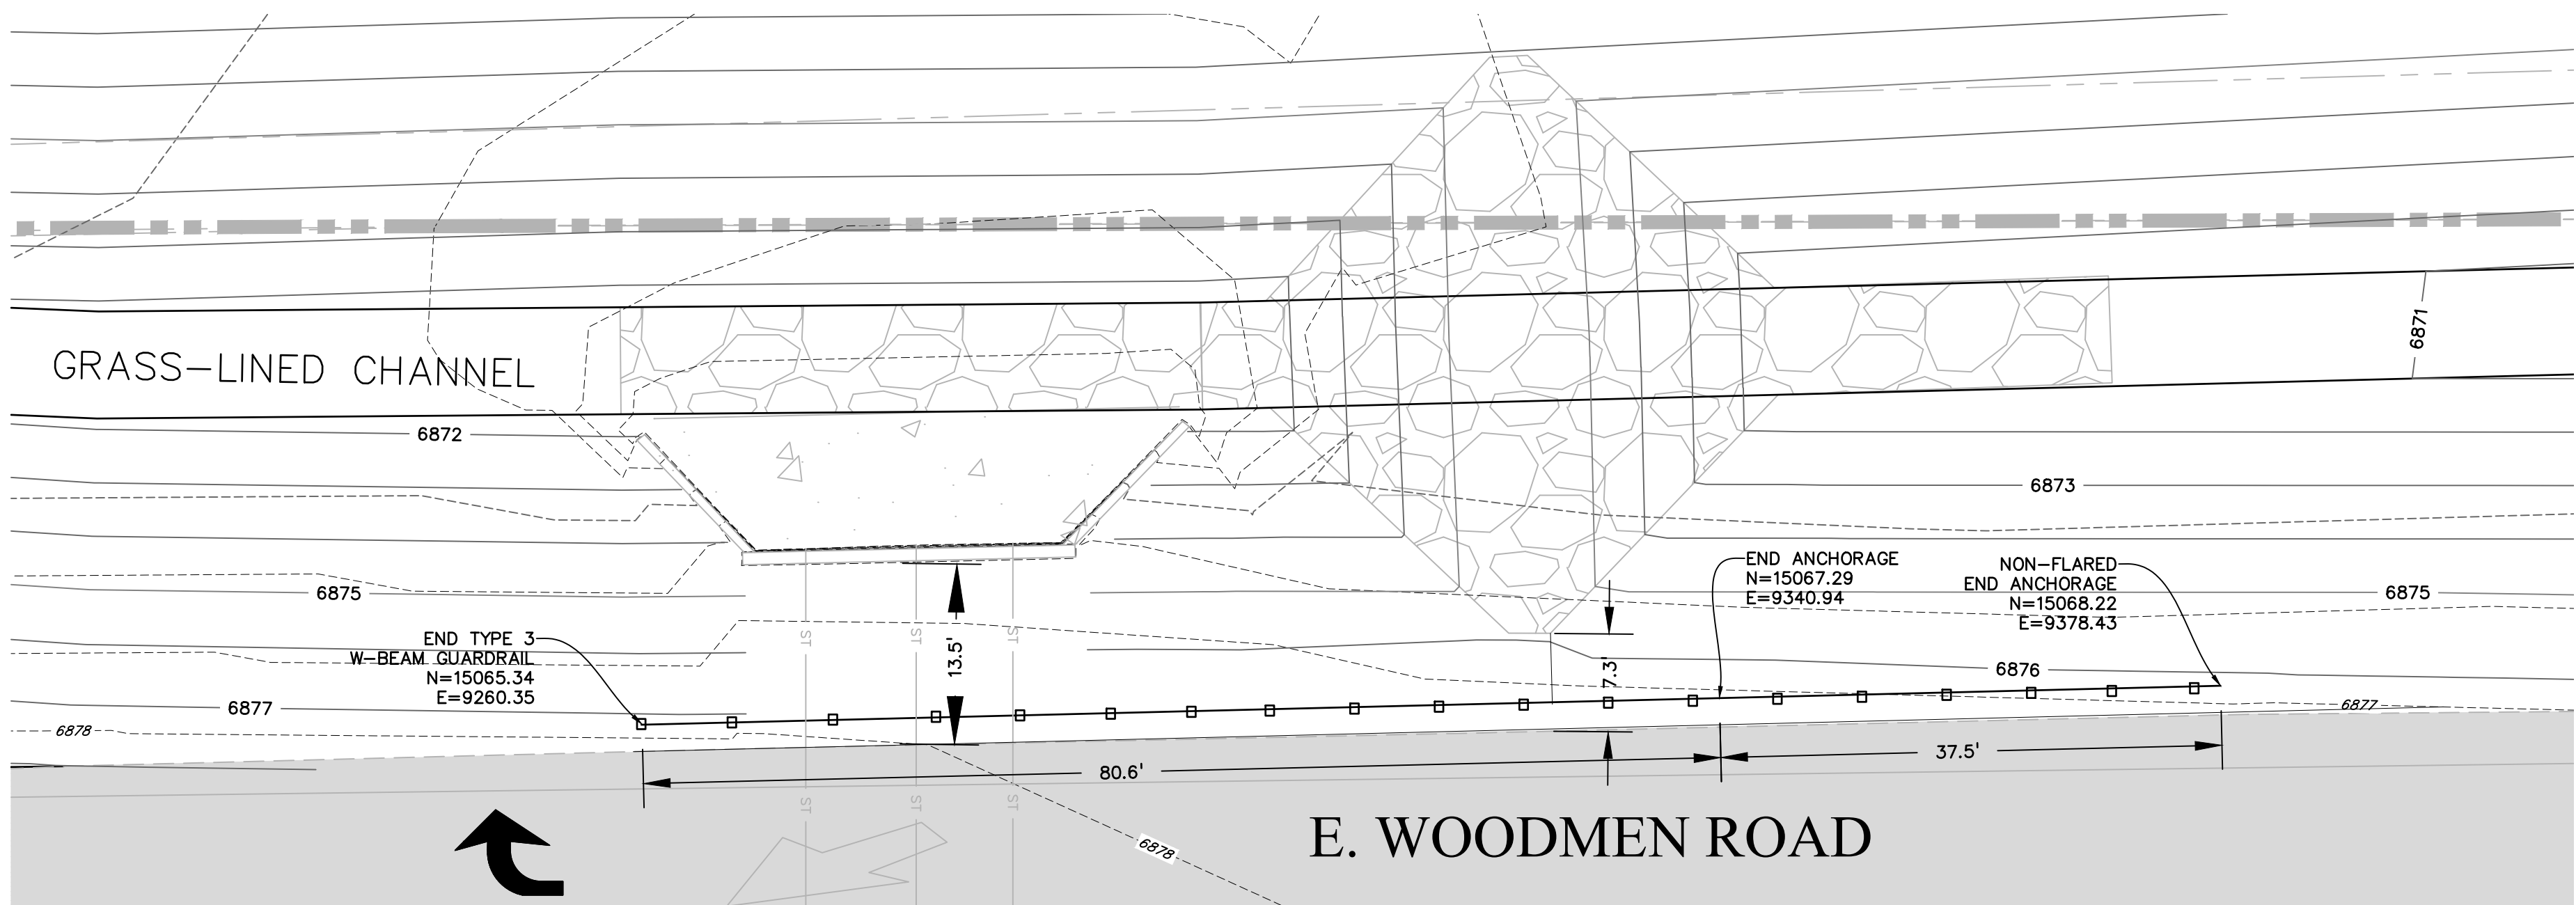 GRASS-LINED CHANNEL
6871
6872
6873
6875
6875
END ANCHORAGE
N=15067.29
E=9340.94
NON-FLARED
END ANCHORAGE
N=15068.22
E=9378.43
END TYPE 3
W-BEAM GUARDRAIL
N=15065.34
E=9260.35
ST
ST
ST
13.5'
7.3'
6876
6877
6877
6878
80.6'
37.5'
ST
ST
ST
6878
E. WOODMEN ROAD